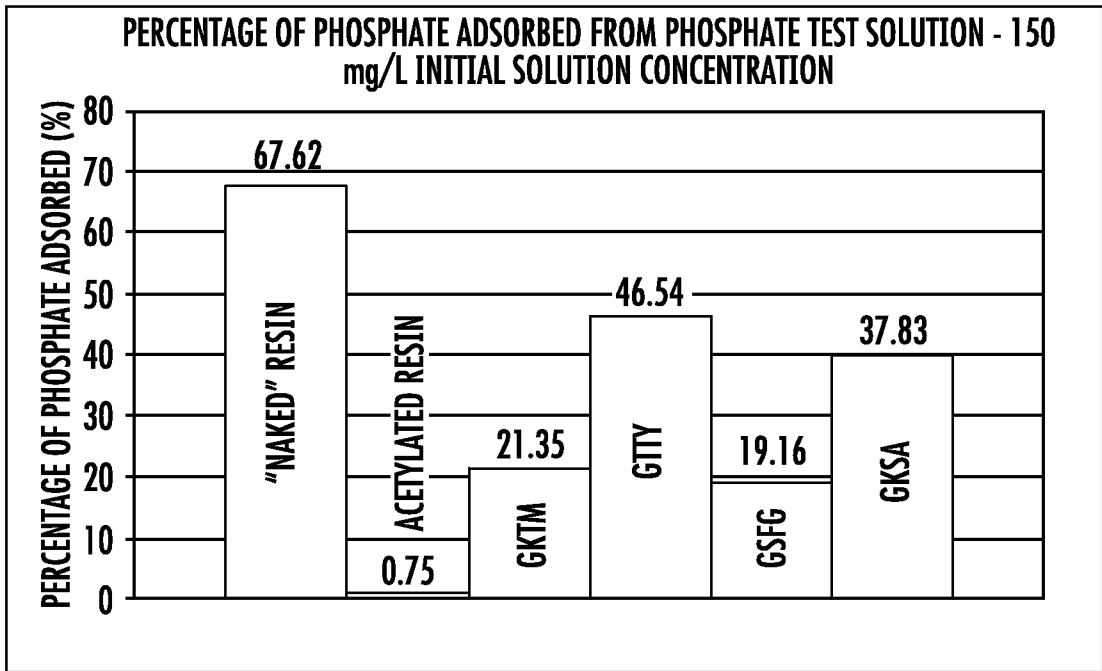 PERCENTAGE OF PHOSPHATE ADSORBED FROM PHOSPHATE TEST SOLUTION - 150
mg/L INITIAL SOLUTION CONCENTRATION
PERCENTAGE OF PHOSPHATE ADSORBED (%)
80
70
60
50
40
30
20
10
0
67.62
"NAKED" RESIN
ACETYLATED RESIN
0.75
21.35
GKTM
46.54
GTTY
19.16
GSFG
37.83
GKSA